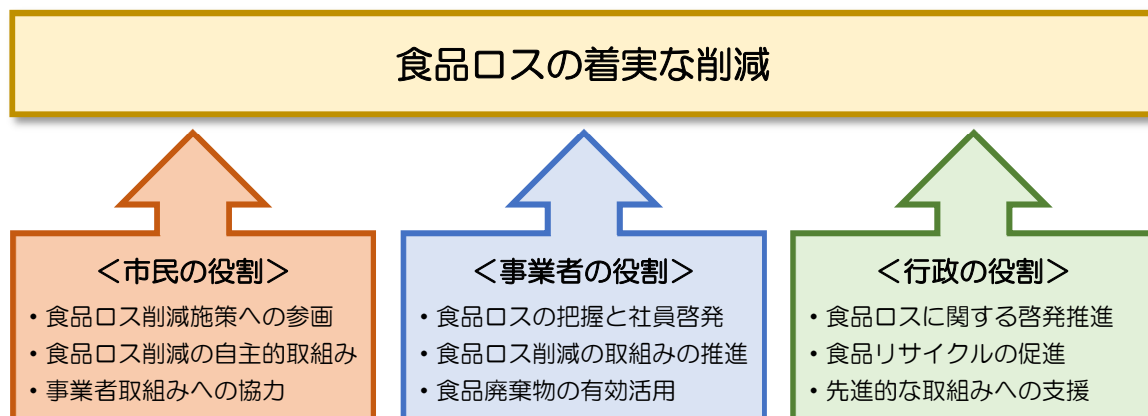 食品ロスの着実な削減
＜市民の役割＞
・食品ロス削減施策への参画
・食品ロス削減の自主的取組み
・事業者取組みへの協力
＜事業者の役割＞
・食品ロスの把握と社員啓発
・食品ロス削減の取組みの推進
・食品廃棄物の有効活用
＜行政の役割＞
・食品ロスに関する啓発推進
・食品リサイクルの促進
・先進的な取組みへの支援